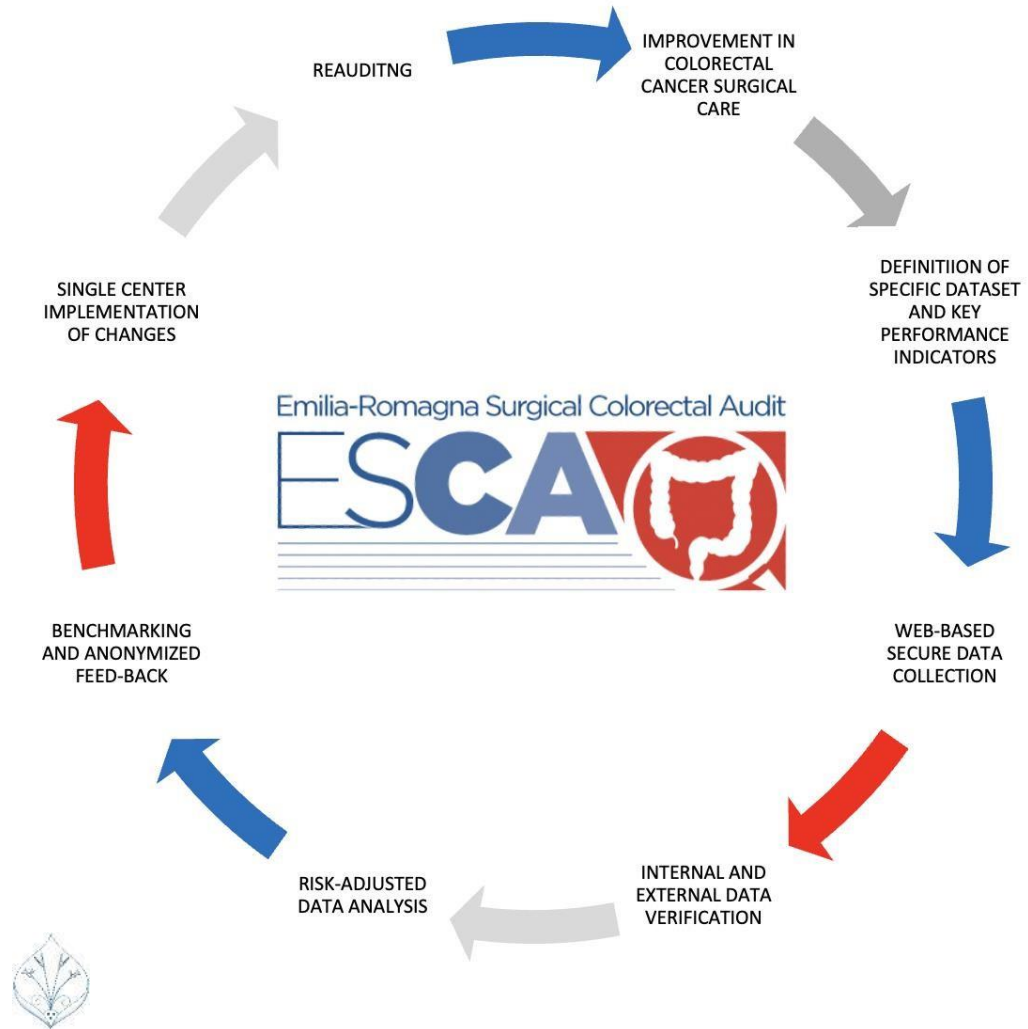 REAUDITNG
IMPROVEMENT IN
COLORECTAL
CANCER SURGICAL
CARE
DEFINITIION OF
SPECIFIC DATASET
AND KEY
PERFORMANCE
INDICATORS
WEB-BASED
SECURE DATA
COLLECTION
INTERNAL AND
EXTERNAL DATA
VERIFICATION
RISK-ADJUSTED
DATA ANALYSIS
BENCHMARKING
AND ANONYMIZED
FEED-BACK
SINGLE CENTER
IMPLEMENTATION
OF CHANGES
Emilia-Romagna Surgical Colorectal Audit
ESCA